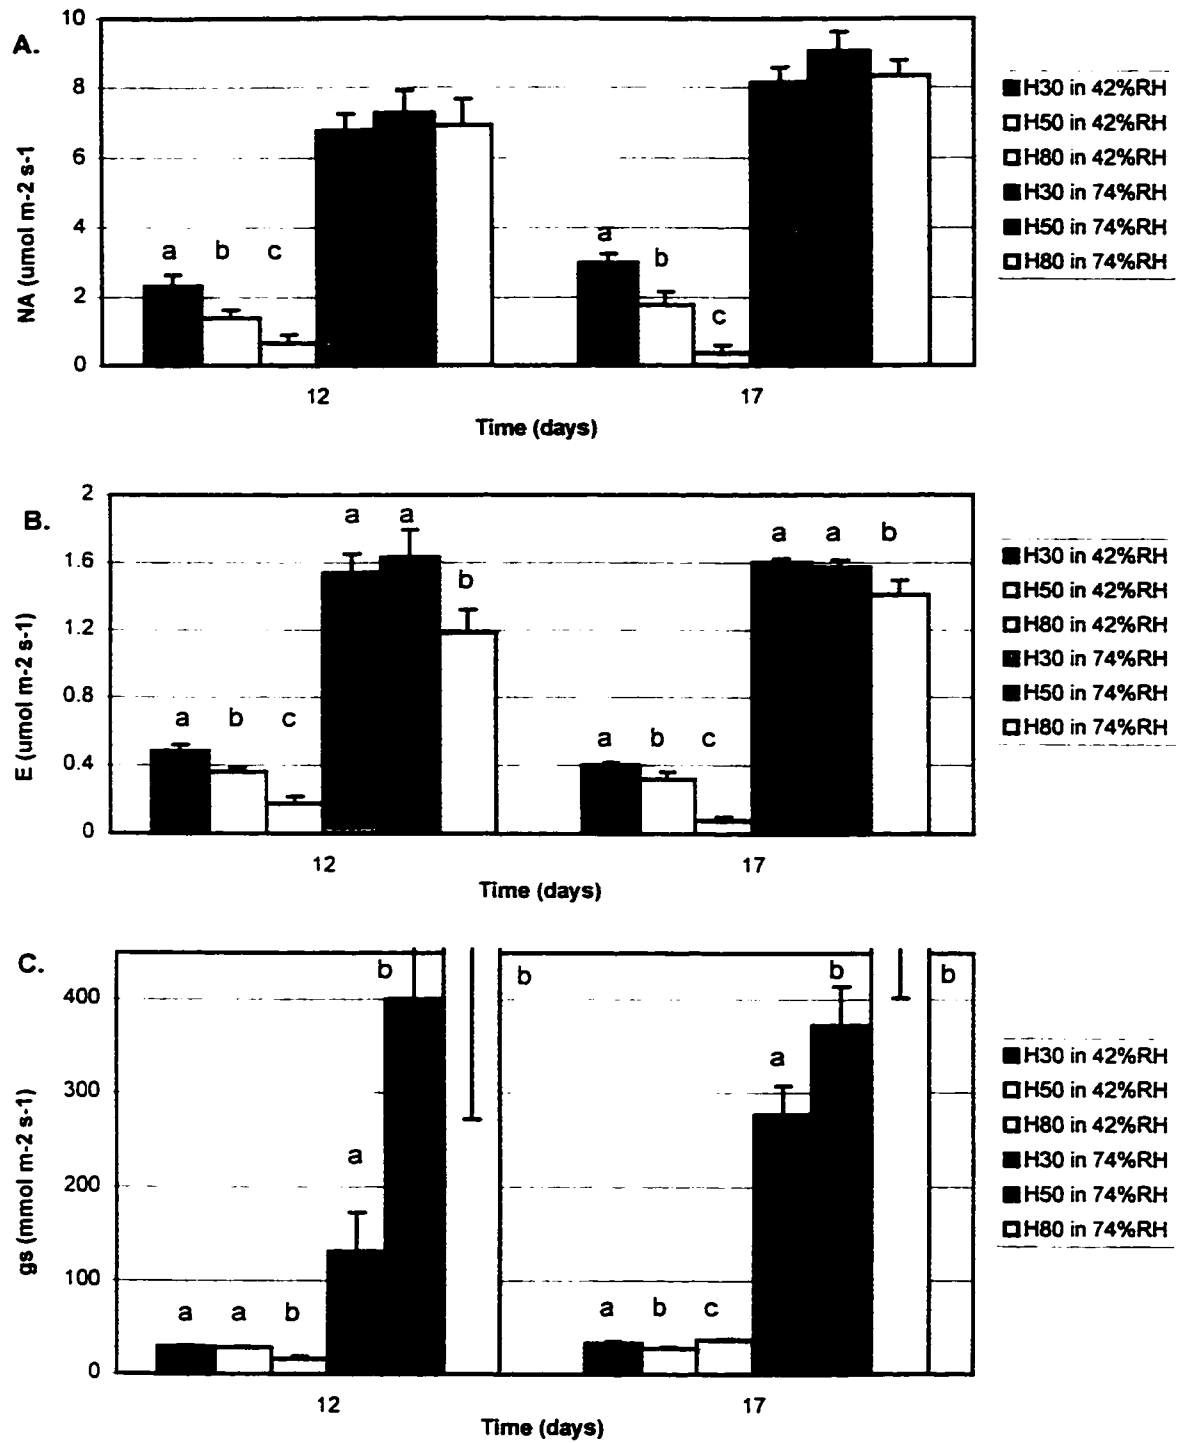 A.
10
8
6
4
2
0
NA (umol m-2 s-1
a b c
a
b
c
12 17
Time (days)
H30 in 42%RH
H50 in 42%RH
H80 in 42%RH
H30 in 74%RH
H50 in 74%RH
H80 in 74%RH
B.
2
1.6
1.2
0.8
0.4
0
E (umol m-2 s-1)
a b c
a a
b
a b c
a a b
12 17
Time (days)
H30 in 42%RH
H50 in 42%RH
H80 in 42%RH
H30 in 74%RH
H50 in 74%RH
H80 in 74%RH
C.
400
300
200
100
0
gs (mmol m-2 s-1)
a a b
a
b
b
a b c
a
b
b
12 17
Time (days)
H30 in 42%RH
H50 in 42%RH
H80 in 42%RH
H30 in 74%RH
H50 in 74%RH
H80 in 74%RH